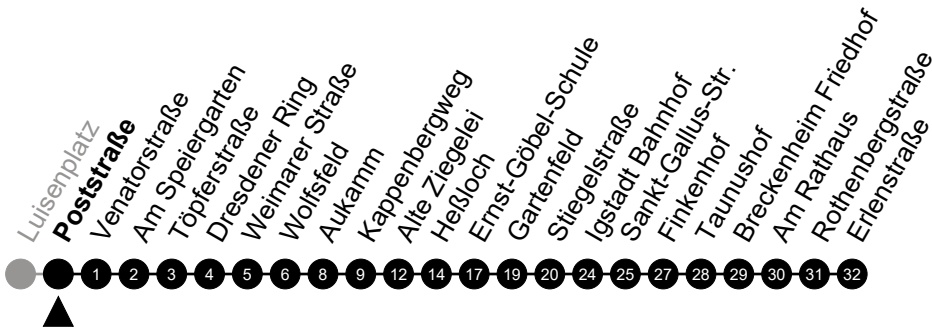 Luisenplatz
Poststraße
Venatorstraße
Am Speiergarten
Töpferstraße
Dresdener Ring
Weimarer Straße
Wolfsfeld
Aukamm
Kappenbergweg
Alte Ziegelei
Heßloch
Ernst-Göbel-Schule
Gartenfeld
Stiegelstraße
Igstadt Bahnhof
Sankt-Gallus-Str.
Finkenhof
Taunushof
Breckenheim Friedhof
Am Rathaus
Rothenbergstraße
Erlenstraße
1 2 3 4 5 6 8 9 12 14 17 19 20 24 25 27 28 29 30 31 32